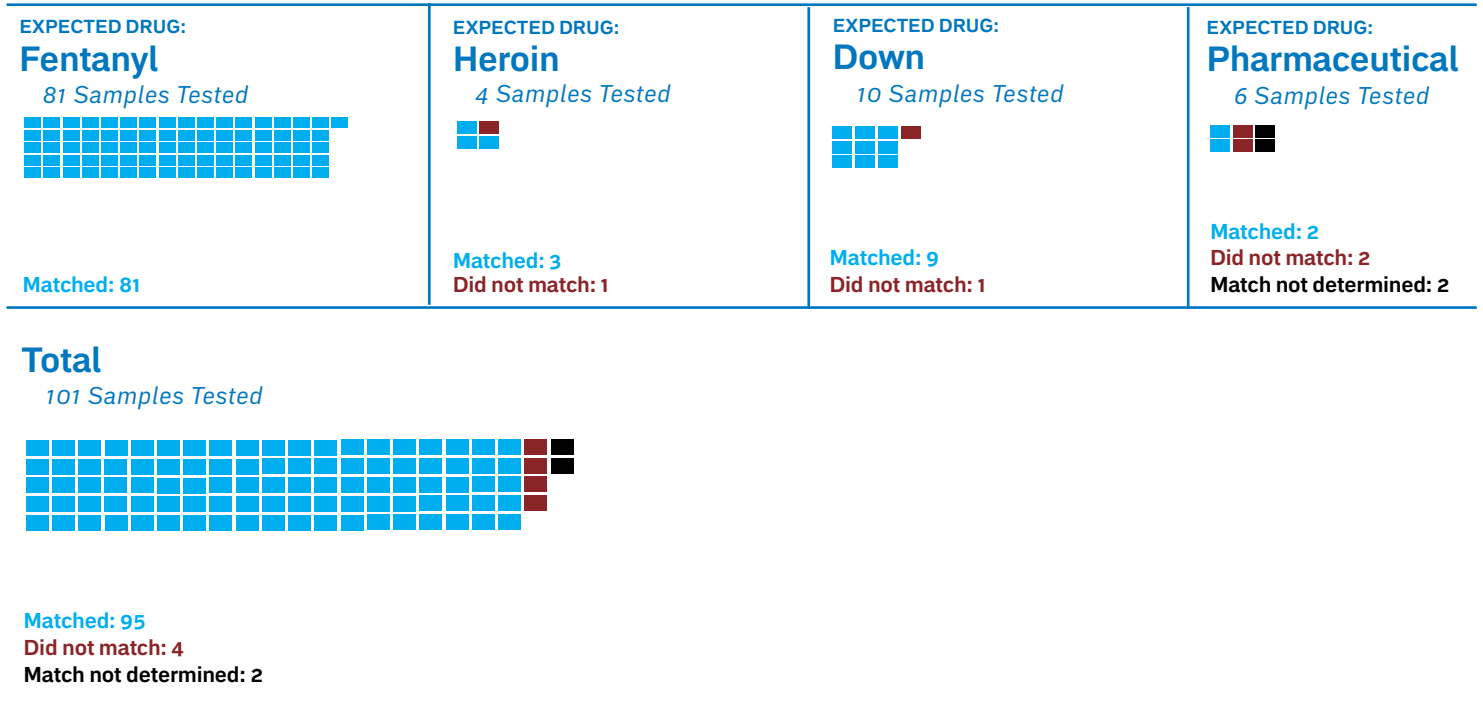 EXPECTED DRUG:
Fentanyl
81 Samples Tested
Matched: 81
EXPECTED DRUG:
Heroin
4 Samples Tested
Matched: 3
Did not match: 1
EXPECTED DRUG:
Down
10 Samples Tested
Matched: 9
Did not match: 1
EXPECTED DRUG:
Pharmaceutical
6 Samples Tested
Matched: 2
Did not match: 2
Match not determined: 2
Total
101 Samples Tested
Matched: 95
Did not match: 4
Match not determined: 2